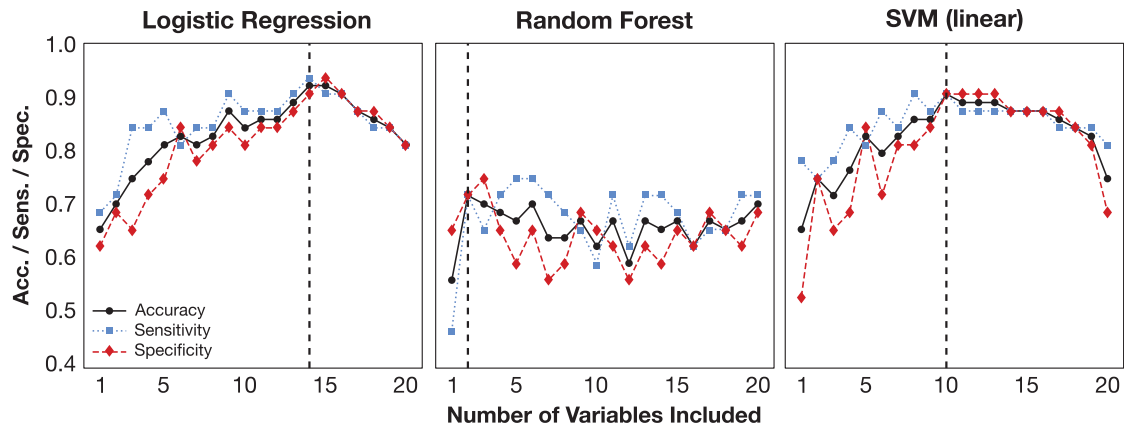 Logistic Regression
Random Forest
SVM (linear)
Acc. / Sens. / Spec.
1.0
0.9
0.8
0.7
0.6
0.5
0.4
Accuracy
Sensitivity
Specificity
1 5 10 15 20
1 5 10 15 20
1 5 10 15 20
Number of Variables Included